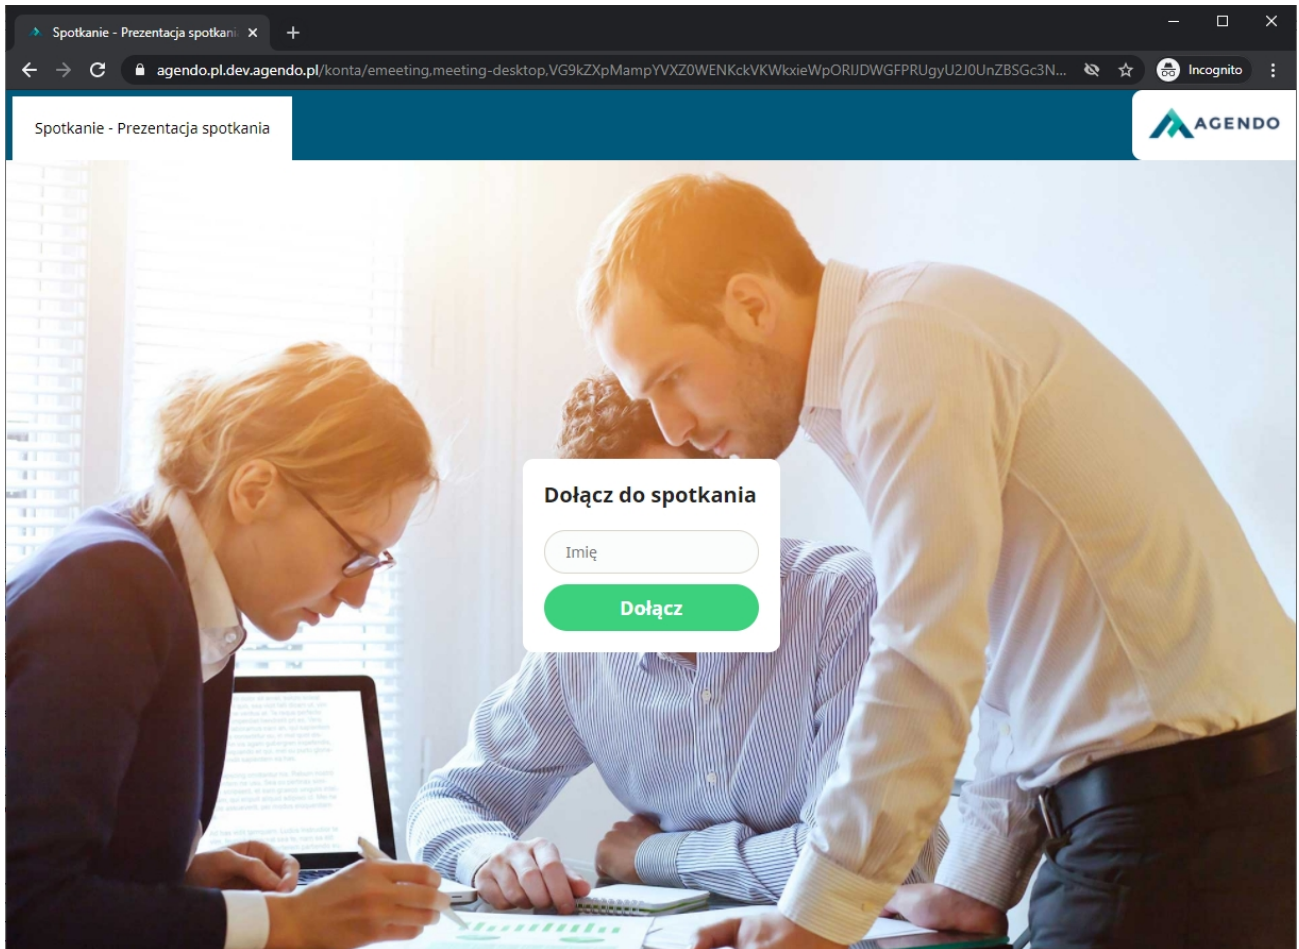 Spotkanie - Prezentacja spotkani
agendo.pl.dev.agendo.pl/konta/emeeting,meeting-desktop,VG9kZXpMampYVXZ0WENKckVKWkxieWpORlJDWGFPRUgyU2J0UnZBSGc3N...
Incognito
Spotkanie - Prezentacja spotkania
AGENDO
Dołącz do spotkania
Imię
Dołącz